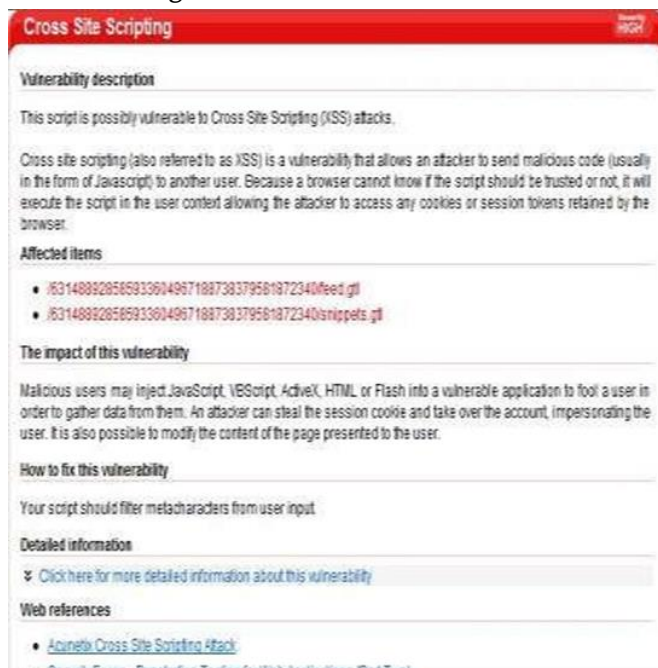 Cross Site Scripting
HIGH
Vulnerability description
This script is possibly vulnerable to Cross Site Scripting (XSS) attacks.
Cross site scripting (also referred to as XSS) is a vulnerability that allows an attacker to send malicious code (usually
in the form of Javascript) to another user. Because a browser cannot know if the script should be trusted or not, it will
execute the script in the user context allowing the attacker to access any cookies or session tokens retained by the
browser.
Affected items
• /631488928585933604967188738379581872340/feed.gtl
• /631488928585933604967188738379581872340/snippets.gtl
The impact of this vulnerability
Malicious users may inject JavaScript, VBScript, ActiveX, HTML or Flash into a vulnerable application to fool a user in
order to gather data from them. An attacker can steal the session cookie and take over the account, impersonating the
user. It is also possible to modify the content of the page presented to the user.
How to fix this vulnerability
Your script should filter metacharacters from user input.
Detailed information
Click here for more detailed information about this vulnerability
Web references
• Acunetix Cross Site Scripting Attack